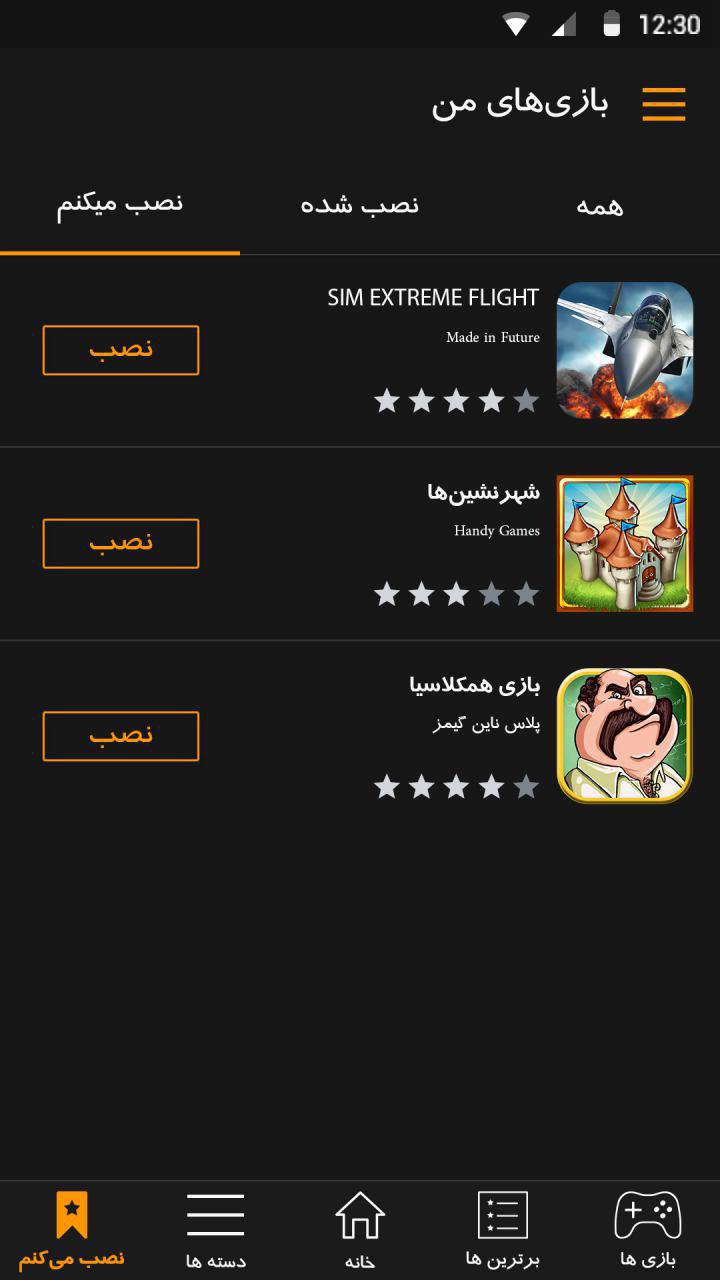 12:30
بازی‌های من
همه
نصب شده
نصب میکنم
SIM EXTREME FLIGHT
Made in Future
نصب
شهرنشین‌ها
Handy Games
نصب
بازی همکلاسیا
پلاس ناین گیمز
نصب
بازی ها
برترین ها
خانه
دسته ها
نصب می‌کنم